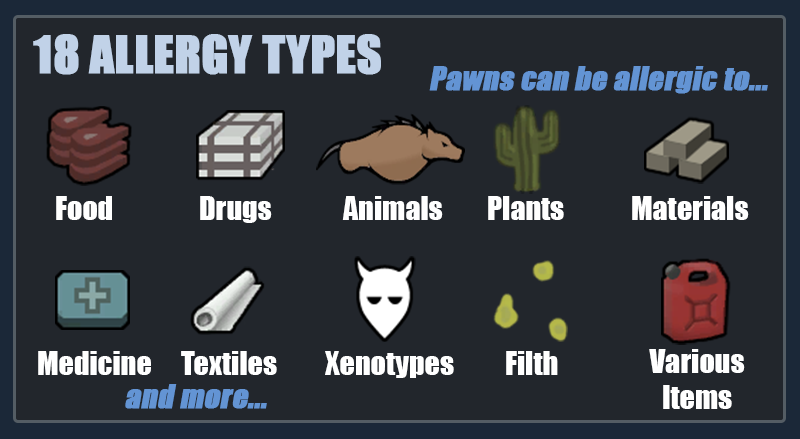 18 ALLERGY TYPES
Pawns can be allergic to...
Food
Drugs
Animals
Plants
Materials
Medicine
Textiles
Xenotypes
Filth
Various
Items
and more...